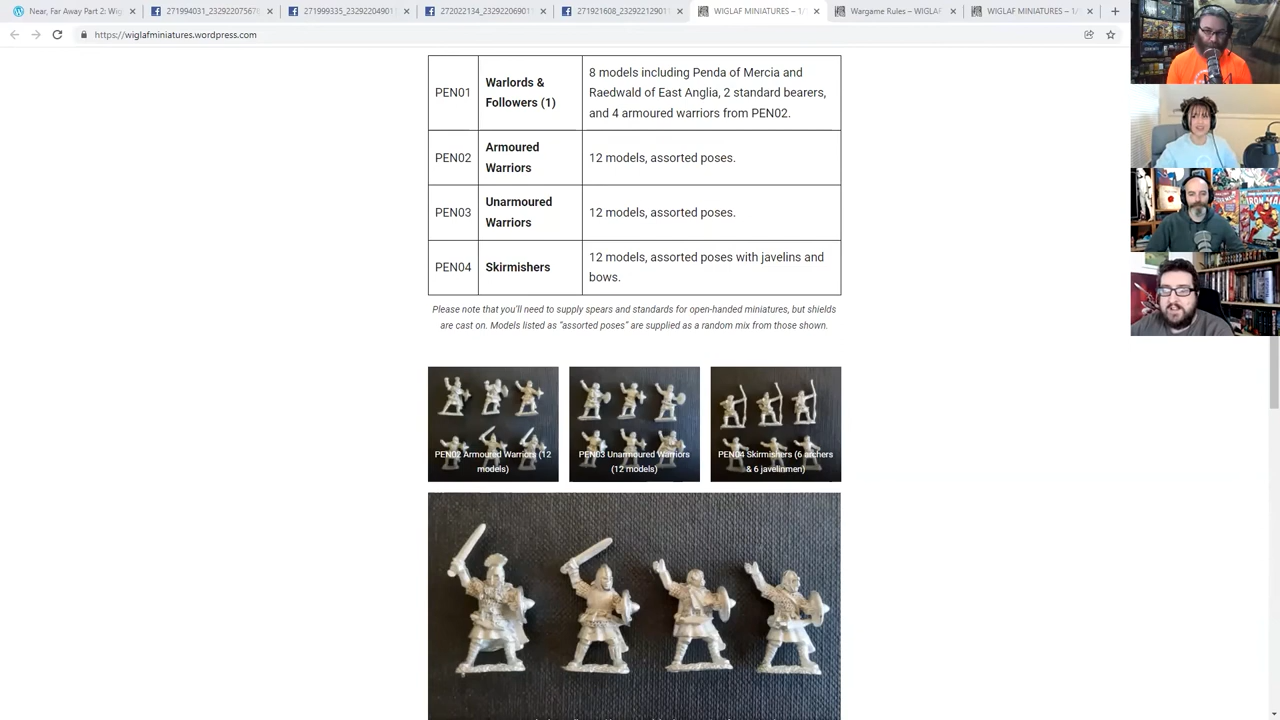 Near, Far Away Part 2: Wig
271994031_232922075670
271999335_232922049011
272022134_232922069011
271921608_232922129011
WIGLAF MINIATURES – 1/
Wargame Rules – WIGLAF
WIGLAF MINIATURES – 1/
https://wiglafminiatures.wordpress.com
PEN01
Warlords &
Followers (1)
8 models including Penda of Mercia and
Raedwald of East Anglia, 2 standard bearers,
and 4 armoured warriors from PEN02.
PEN02
Armoured
Warriors
12 models, assorted poses.
PEN03
Unarmoured
Warriors
12 models, assorted poses.
PEN04
Skirmishers
12 models, assorted poses with javelins and
bows.
Please note that you'll need to supply spears and standards for open-handed miniatures, but shields
are cast on. Models listed as "assorted poses" are supplied as a random mix from those shown.
PEN02 Armoured Warriors (12
models)
PEN03 Unarmoured Warriors
(12 models)
PEN04 Skirmishers (6 archers
& 6 javelinmen)
IRON MAN